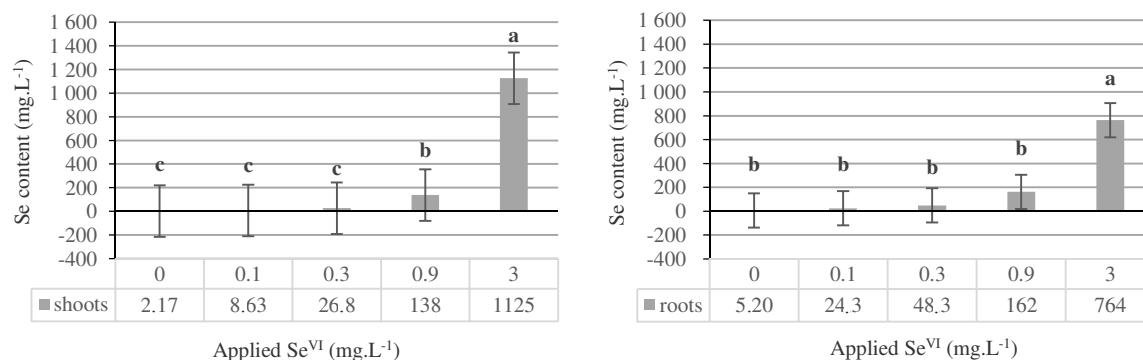 Se content (mg.L-1)
1 600
1 400
1 200
1 000
800
600
400
200
0
-200
-400
c
c
c
b
a
0 0.1 0.3 0.9 3
shoots 2.17 8.63 26.8 138 1125
Applied SeVI (mg.L-1)
Se content (mg.L-1)
1 600
1 400
1 200
1 000
800
600
400
200
0
-200
-400
b
b
b
b
a
0 0.1 0.3 0.9 3
roots 5.20 24.3 48.3 162 764
Applied SeVI (mg.L-1)